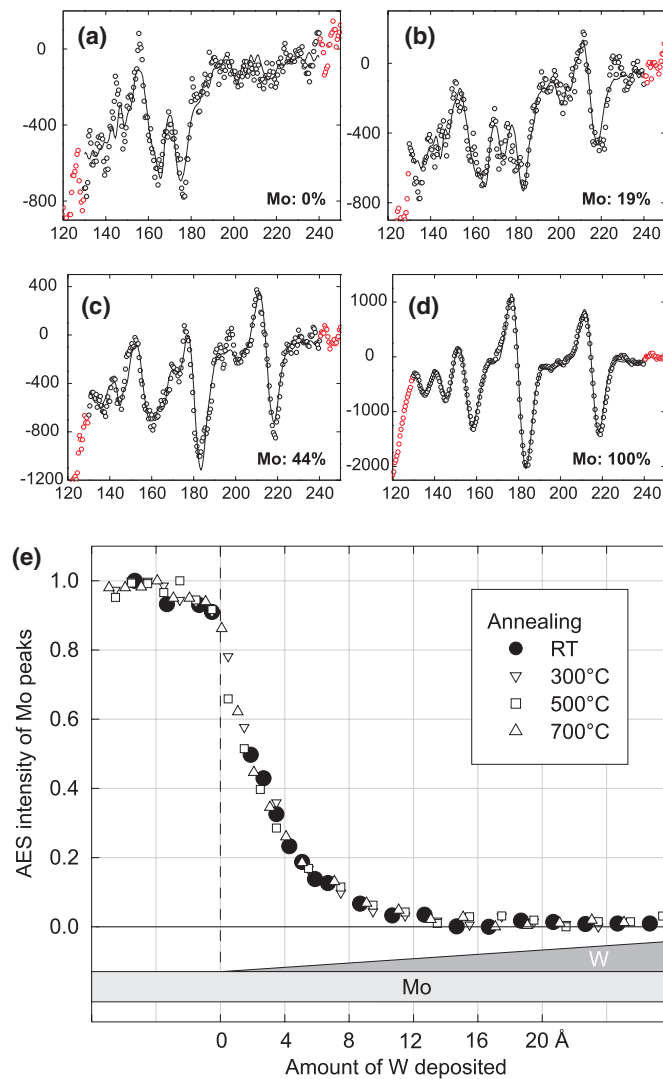 (a)
0
-400
-800
Mo: 0%
120 140 160 180 200 220 240
(b)
0
-400
-800
Mo: 19%
120 140 160 180 200 220 240
(c)
400
0
-400
-800
-1200
Mo: 44%
120 140 160 180 200 220 240
(d)
1000
0
-1000
-2000
Mo: 100%
120 140 160 180 200 220 240
(e)
AES intensity of Mo peaks
1.0
0.8
0.6
0.4
0.2
0.0
Annealing
RT
300°C
500°C
700°C
W
Mo
0 4 8 12 16 20 Å
Amount of W deposited